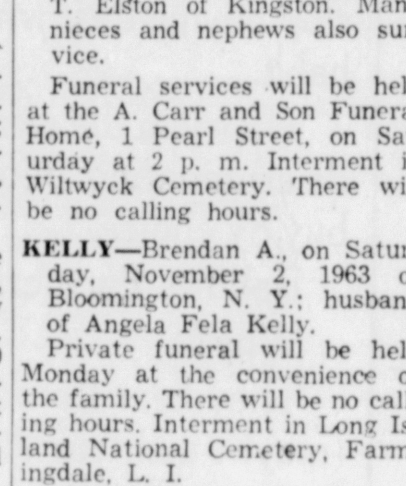 T. Elston of Kingston. Man
nieces and nephews also su
vice.
Funeral services will be hel
at the A. Carr and Son Funera
Home, 1 Pearl Street, on Sa
urday at 2 p. m. Interment i
Wiltwyck Cemetery. There wi
be no calling hours.
KELLY—Brendan A., on Satur
day, November 2, 1963 o
Bloomington, N. Y.; husban
of Angela Fela Kelly.
Private funeral will be hel
Monday at the convenience o
the family. There will be no call
ing hours. Interment in Long Is
land National Cemetery, Farm
ingdale, L. I.